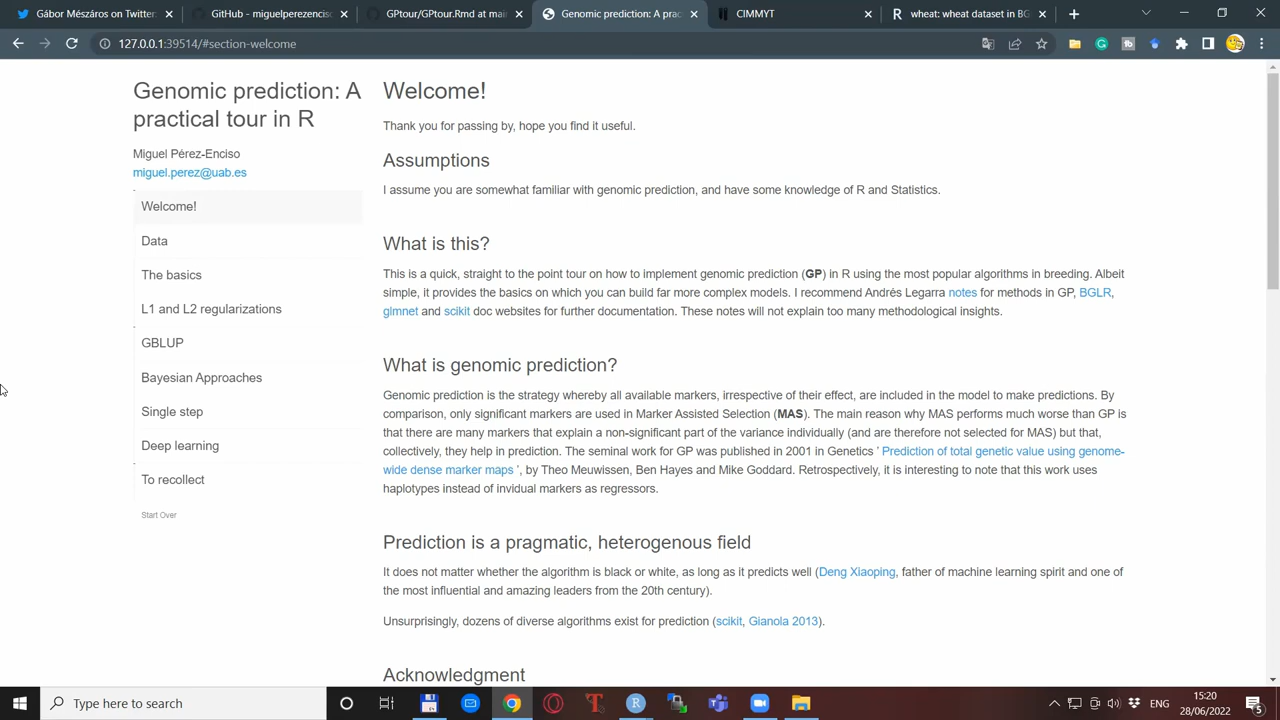 Gábor Mészáros on Twitter
GitHub - miguelperezencisc
GPtour/GPtour.Rmd at main
Genomic prediction: A prac
CIMMYT
wheat: wheat dataset in BG
127.0.0.1:39514/#section-welcome
Genomic prediction: A
practical tour in R
Miguel Pérez-Enciso
miguel.perez@uab.es
Welcome!
Data
The basics
L1 and L2 regularizations
GBLUP
Bayesian Approaches
Single step
Deep learning
To recollect
Start Over
Welcome!
Thank you for passing by, hope you find it useful.
Assumptions
I assume you are somewhat familiar with genomic prediction, and have some knowledge of R and Statistics.
What is this?
This is a quick, straight to the point tour on how to implement genomic prediction (GP) in R using the most popular algorithms in breeding. Albeit
simple, it provides the basics on which you can build far more complex models. I recommend Andrés Legarra notes for methods in GP, BGLR,
glmnet and scikit doc websites for further documentation. These notes will not explain too many methodological insights.
What is genomic prediction?
Genomic prediction is the strategy whereby all available markers, irrespective of their effect, are included in the model to make predictions. By
comparison, only significant markers are used in Marker Assisted Selection (MAS). The main reason why MAS performs much worse than GP is
that there are many markers that explain a non-significant part of the variance individually (and are therefore not selected for MAS) but that,
collectively, they help in prediction. The seminal work for GP was published in 2001 in Genetics ' Prediction of total genetic value using genome-
wide dense marker maps ', by Theo Meuwissen, Ben Hayes and Mike Goddard. Retrospectively, it is interesting to note that this work uses
haplotypes instead of invidual markers as regressors.
Prediction is a pragmatic, heterogenous field
It does not matter whether the algorithm is black or white, as long as it predicts well (Deng Xiaoping, father of machine learning spirit and one of
the most influential and amazing leaders from the 20th century).
Unsurprisingly, dozens of diverse algorithms exist for prediction (scikit, Gianola 2013).
Acknowledgment
Type here to search
ENG
15:20
28/06/2022
5